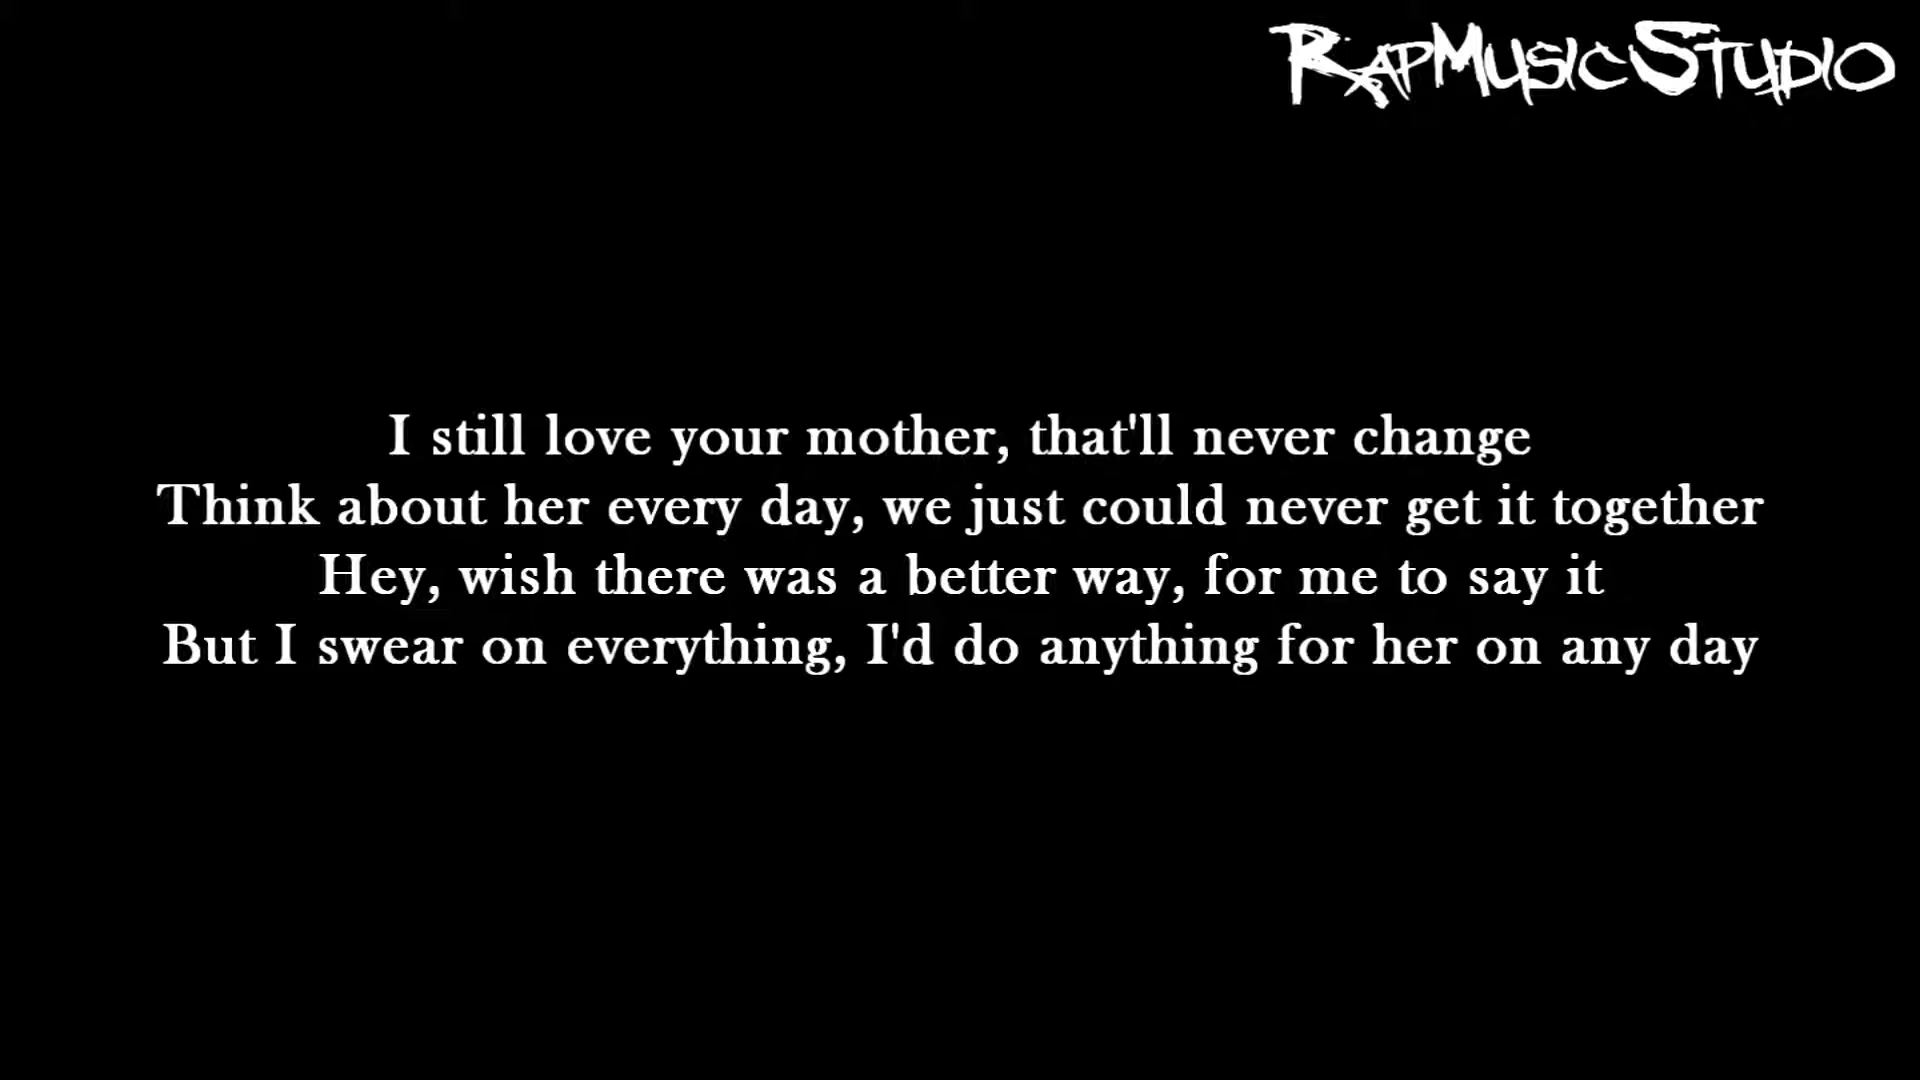 RapMusicStudio
I still love your mother, that'll never change
Think about her every day, we just could never get it together
Hey, wish there was a better way, for me to say it
But I swear on everything, I'd do anything for her on any day